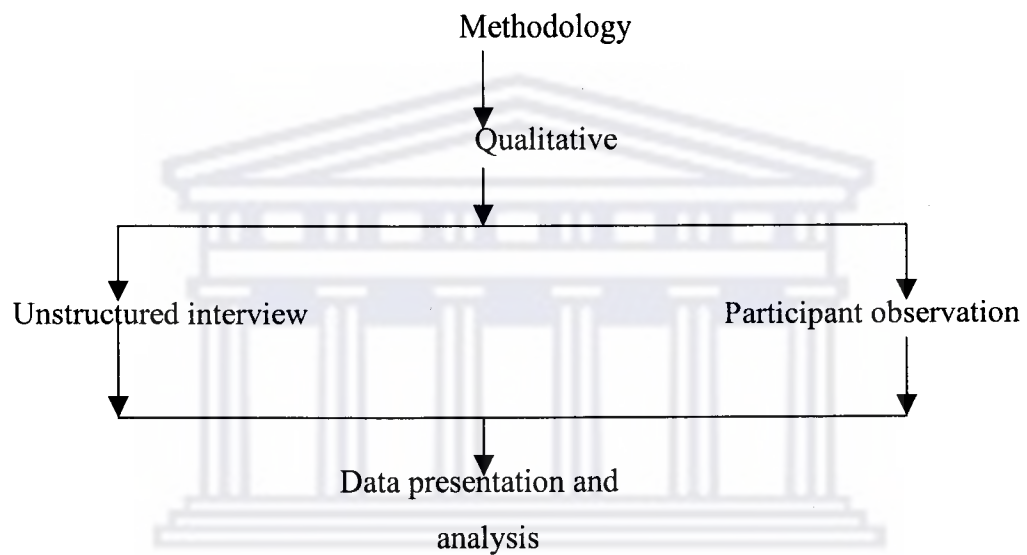 Methodology
Qualitative
Unstructured interview
Participant observation
Data presentation and
analysis